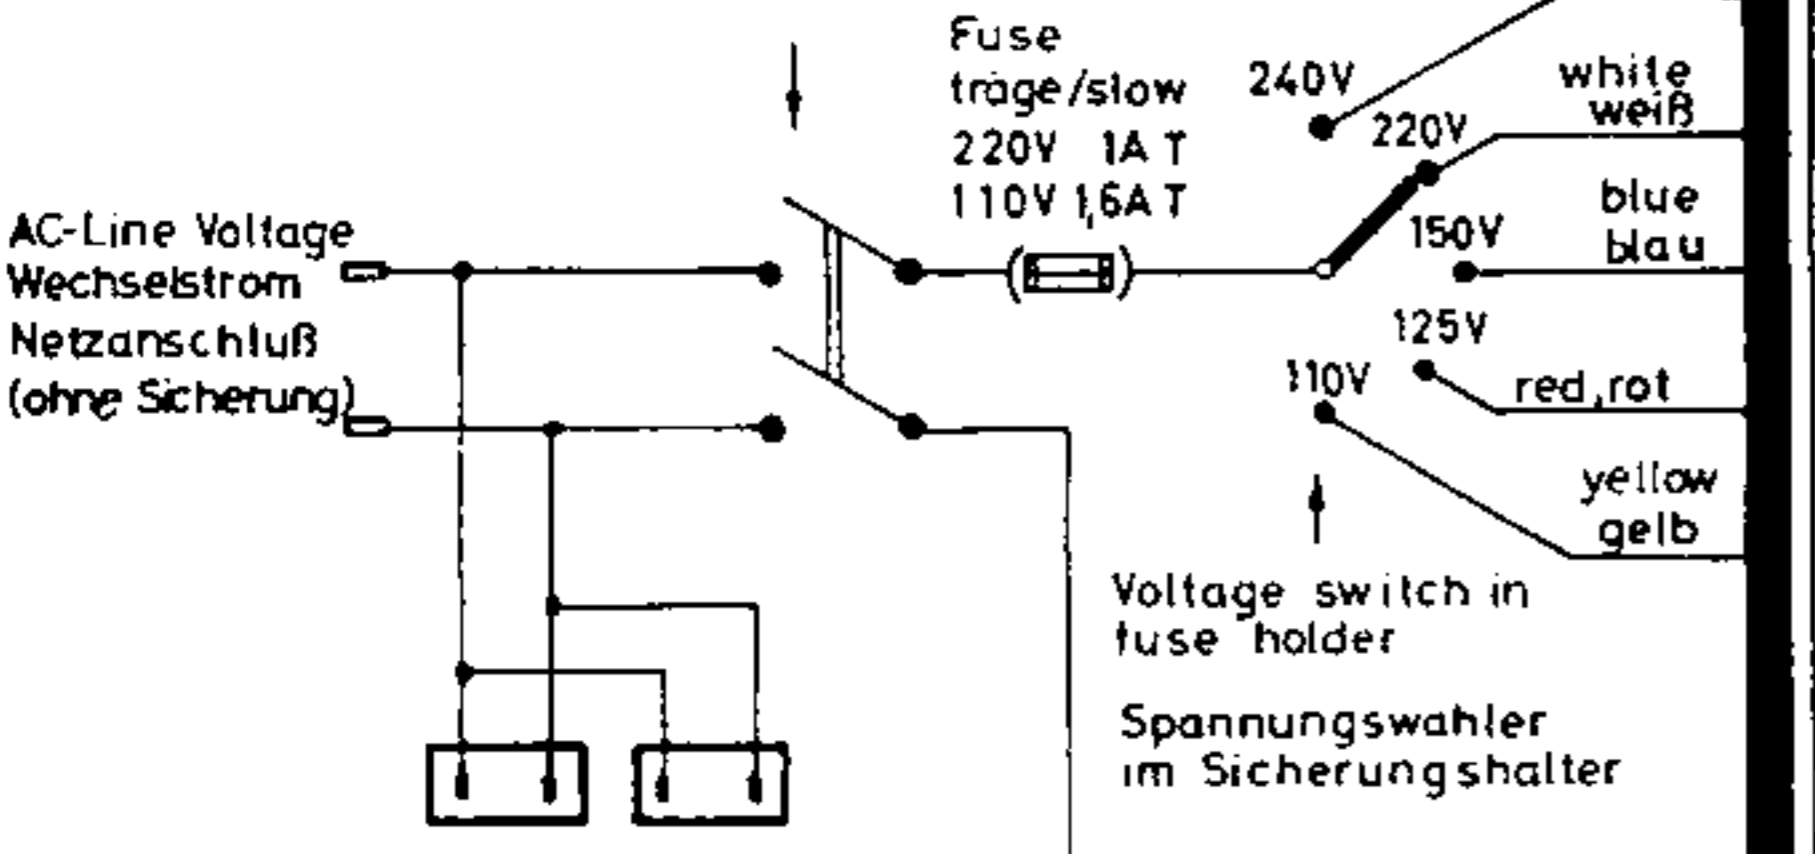 Fuse
träge/slow
220V 1A T
110V 1,6A T
240V
220V
150V
125V
110V
white
weiß
blue
blau
red,rot
yellow
gelb
AC-Line Voltage
Wechselstrom
Netzanschluß
(ohne Sicherung)
Voltage switch in
fuse holder
Spannungswahler
im Sicherungshalter